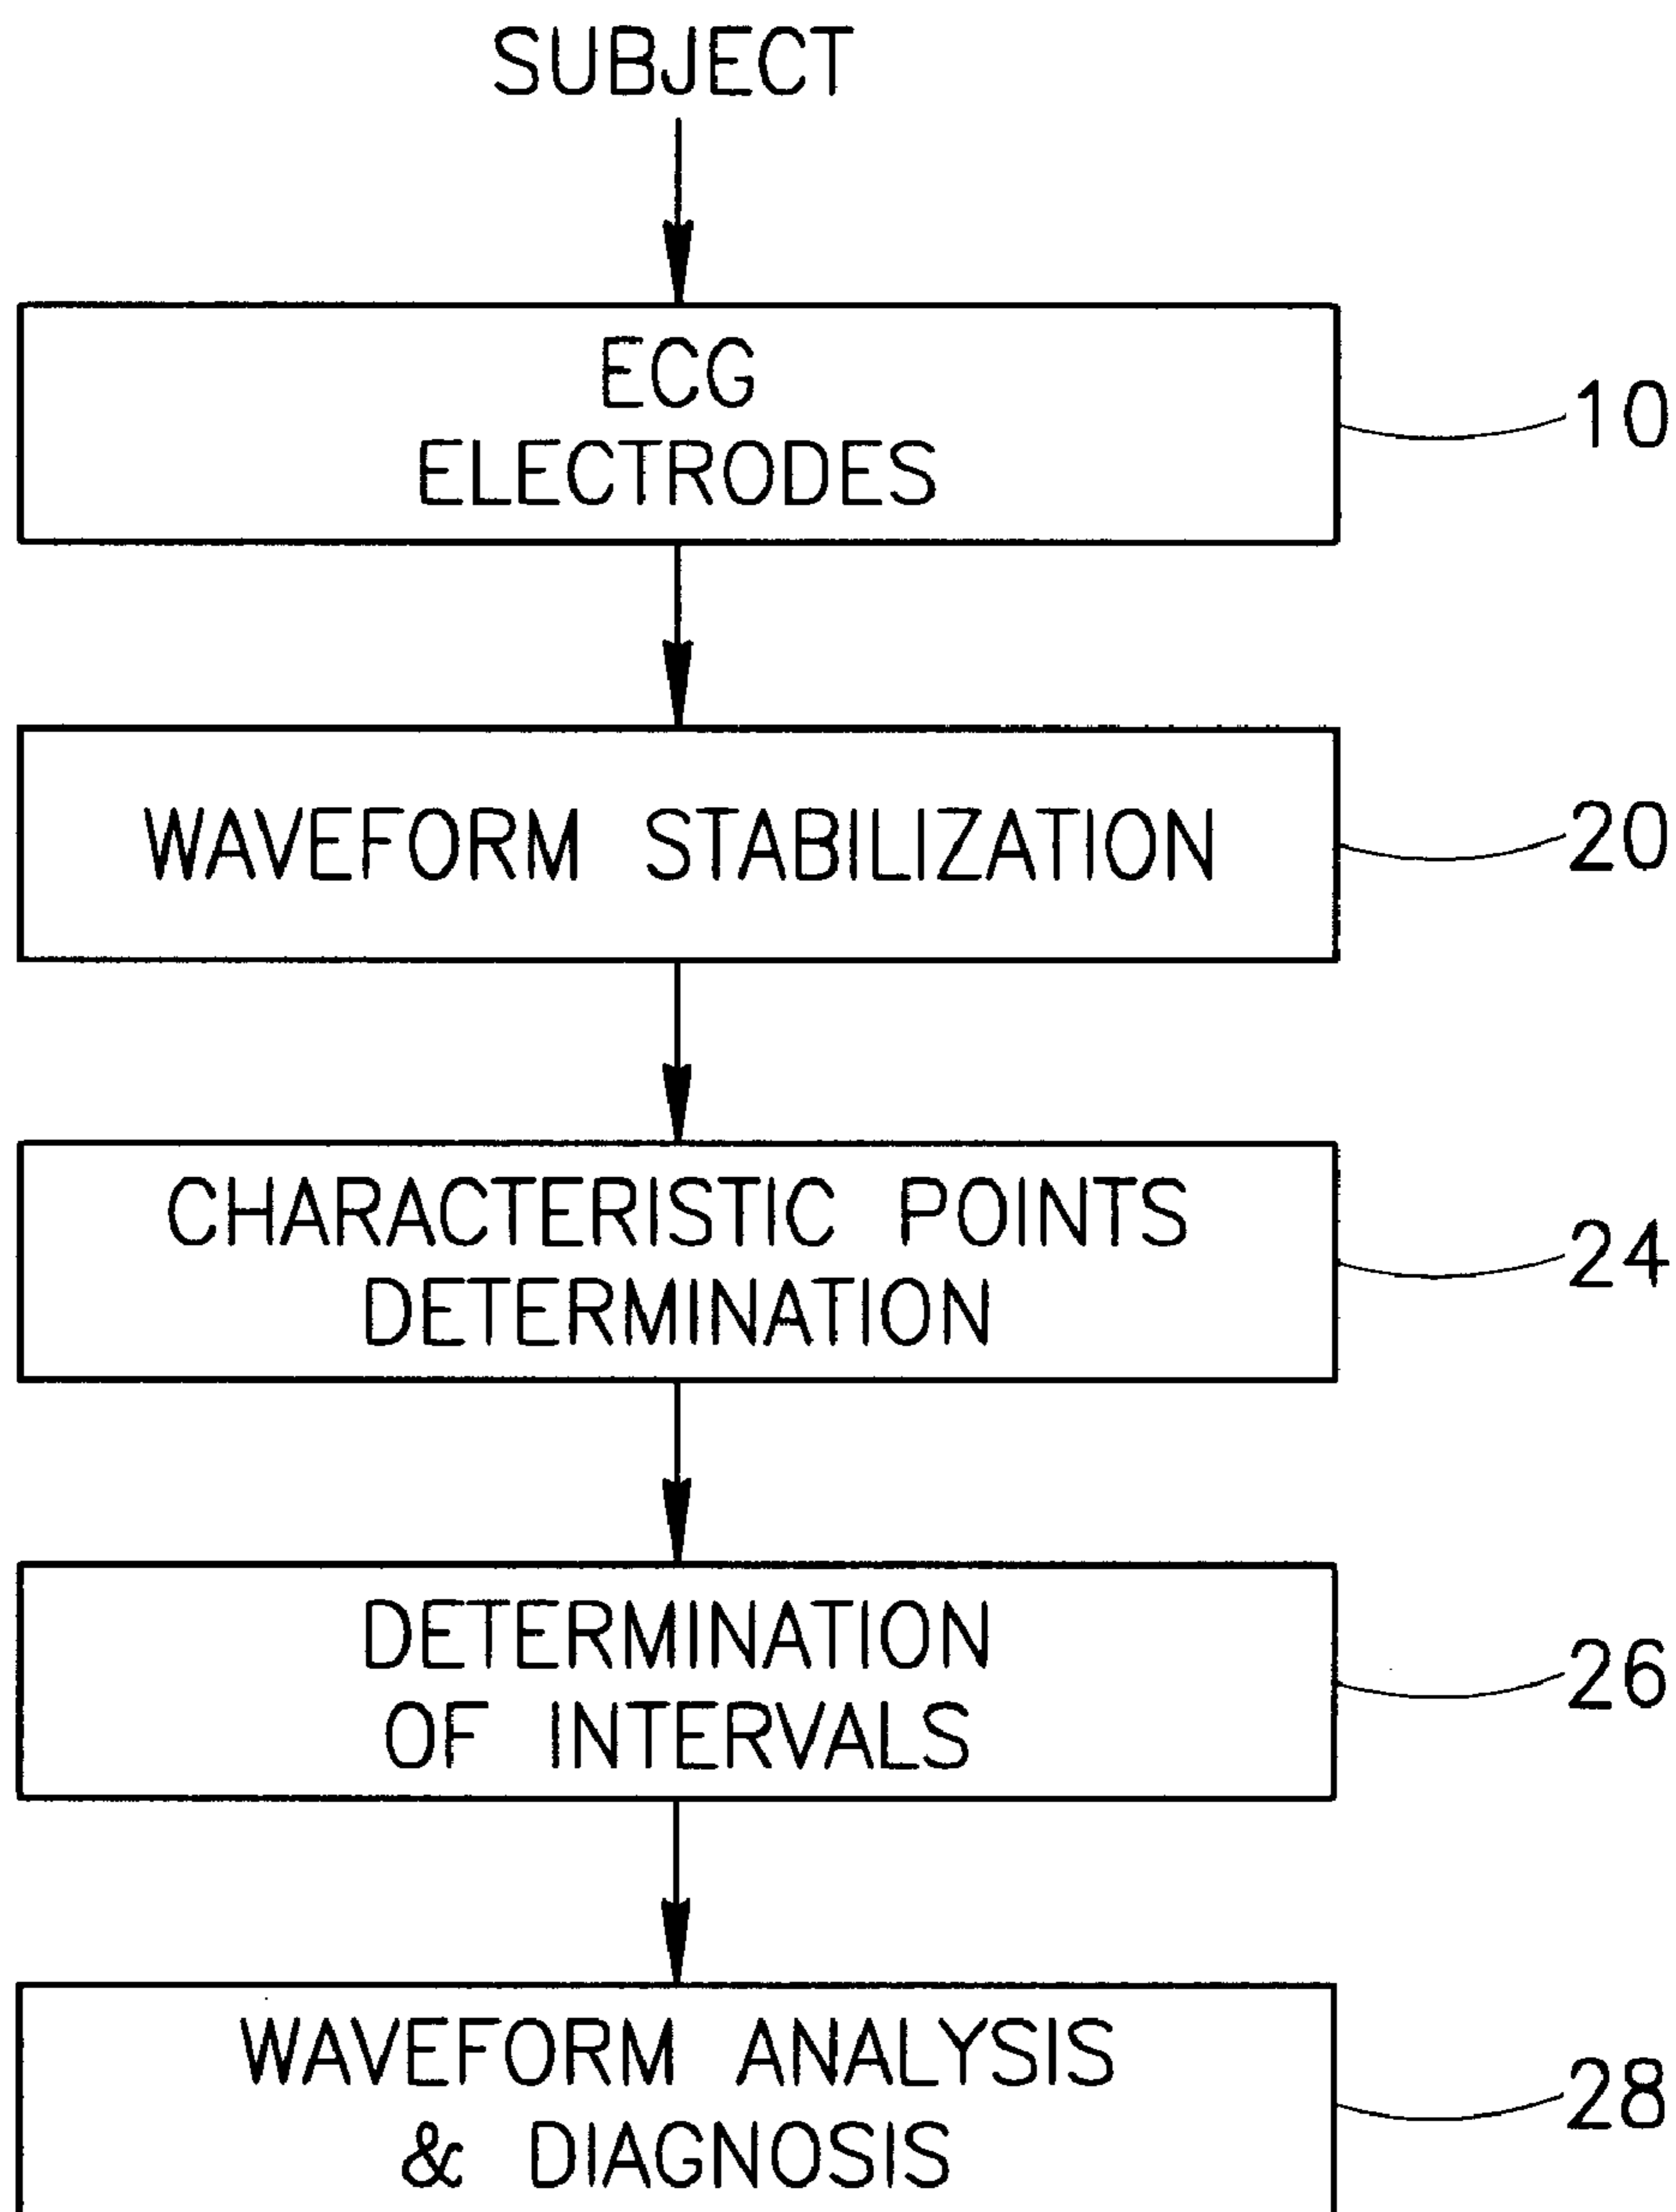 SUBJECT
ECG
ELECTRODES
10
WAVEFORM STABILIZATION
20
CHARACTERISTIC POINTS
DETERMINATION
24
DETERMINATION
OF INTERVALS
26
WAVEFORM ANALYSIS
& DIAGNOSIS
28